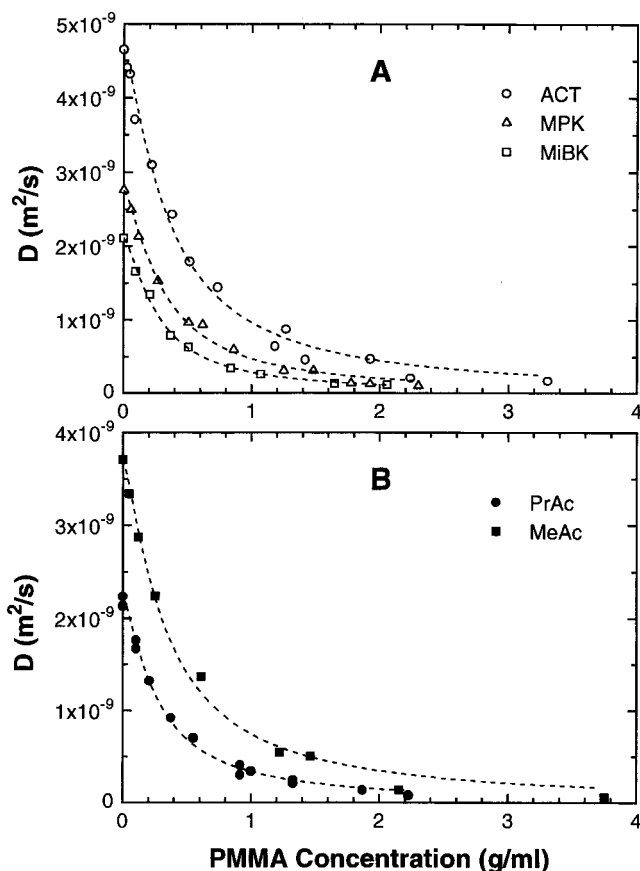 5x10⁻⁹
4x10⁻⁹
3x10⁻⁹
2x10⁻⁹
1x10⁻⁹
0
D (m²/s)
A
ACT
MPK
MiBK
0 1 2 3 4
4x10⁻⁹
3x10⁻⁹
2x10⁻⁹
1x10⁻⁹
0
D (m²/s)
B
PrAc
MeAc
0 1 2 3 4
PMMA Concentration (g/ml)